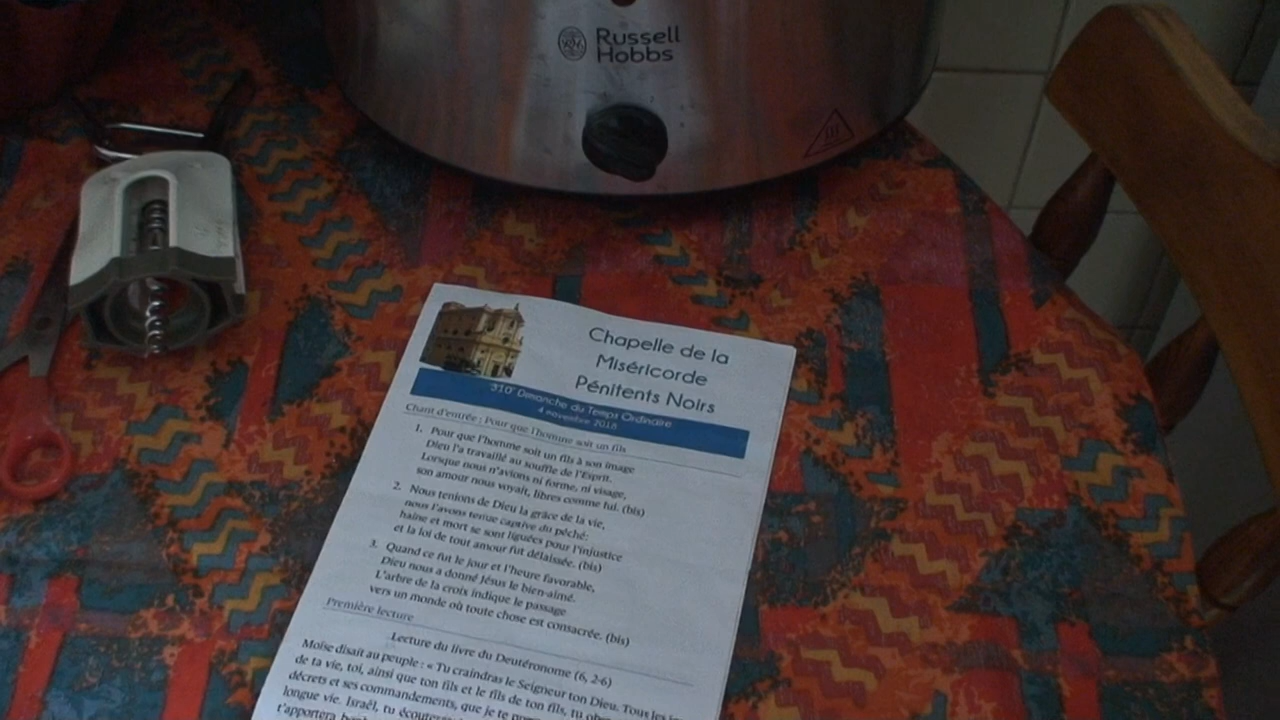 Russell
Hobbs
Chapelle de la
Miséricorde
Pénitents Noirs
310ᵉ Dimanche du Temps Ordinaire
4 novembre 2018
Chant d'entrée : Pour que l'homme soit un fils
1. Pour que l'homme soit un fils à son image
Dieu l'a travaillé au souffle de l'Esprit.
Lorsque nous n'avions ni forme, ni visage,
son amour nous voyait, libres comme lui. (bis)
2. Nous tenions de Dieu la grâce de la vie,
nous l'avons tenue captive du péché:
haine et mort se sont liguées pour l'injustice
et la loi de tout amour fut délaissée. (bis)
3. Quand ce fut le jour et l'heure favorable,
Dieu nous a donné Jésus le bien-aimé.
L'arbre de la croix indique le passage
vers un monde où toute chose est consacrée. (bis)
Première lecture
Lecture du livre du Deutéronome (6, 2-6)
Moïse disait au peuple : « Tu craindras le Seigneur ton Dieu. Tous les
de ta vie, toi, ainsi que ton fils et le fils de ton fils, tu
décrets et ses commandements, que je te
longue vie. Israël, tu
t'apportera